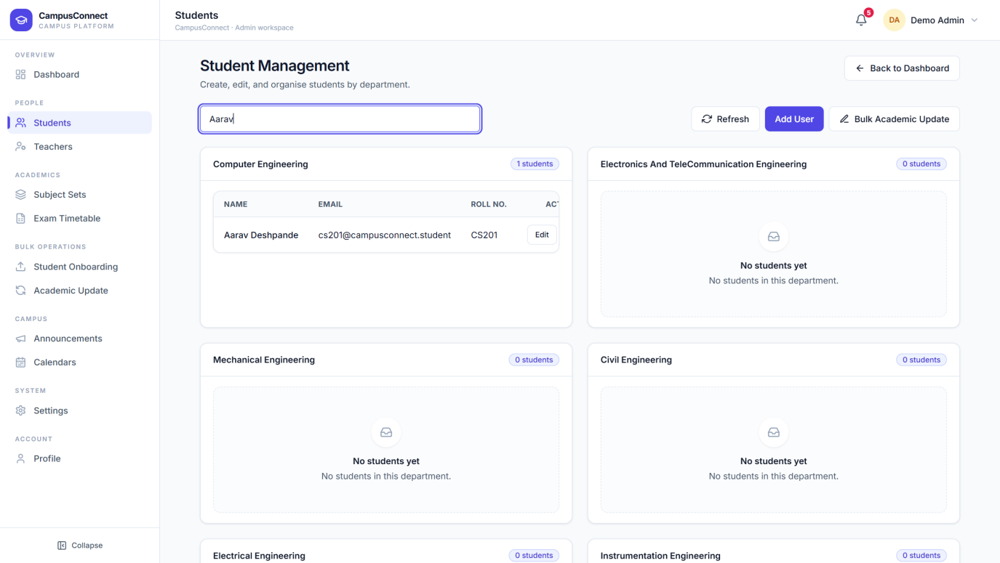 CampusConnect
CAMPUS PLATFORM
OVERVIEW
Dashboard
PEOPLE
Students
Teachers
ACADEMICS
Subject Sets
Exam Timetable
BULK OPERATIONS
Student Onboarding
Academic Update
CAMPUS
Announcements
Calendars
SYSTEM
Settings
ACCOUNT
Profile
Collapse
Students
CampusConnect · Admin workspace
5
DA
Demo Admin
Student Management
Create, edit, and organise students by department.
Back to Dashboard
Aarav
Refresh
Add User
Bulk Academic Update
Computer Engineering
1 students
NAME EMAIL ROLL NO. ACT
Aarav Deshpande cs201@campusconnect.student CS201 Edit
Electronics And TeleCommunication Engineering
0 students
No students yet
No students in this department.
Mechanical Engineering
0 students
No students yet
No students in this department.
Civil Engineering
0 students
No students yet
No students in this department.
Electrical Engineering
0 students
Instrumentation Engineering
0 students